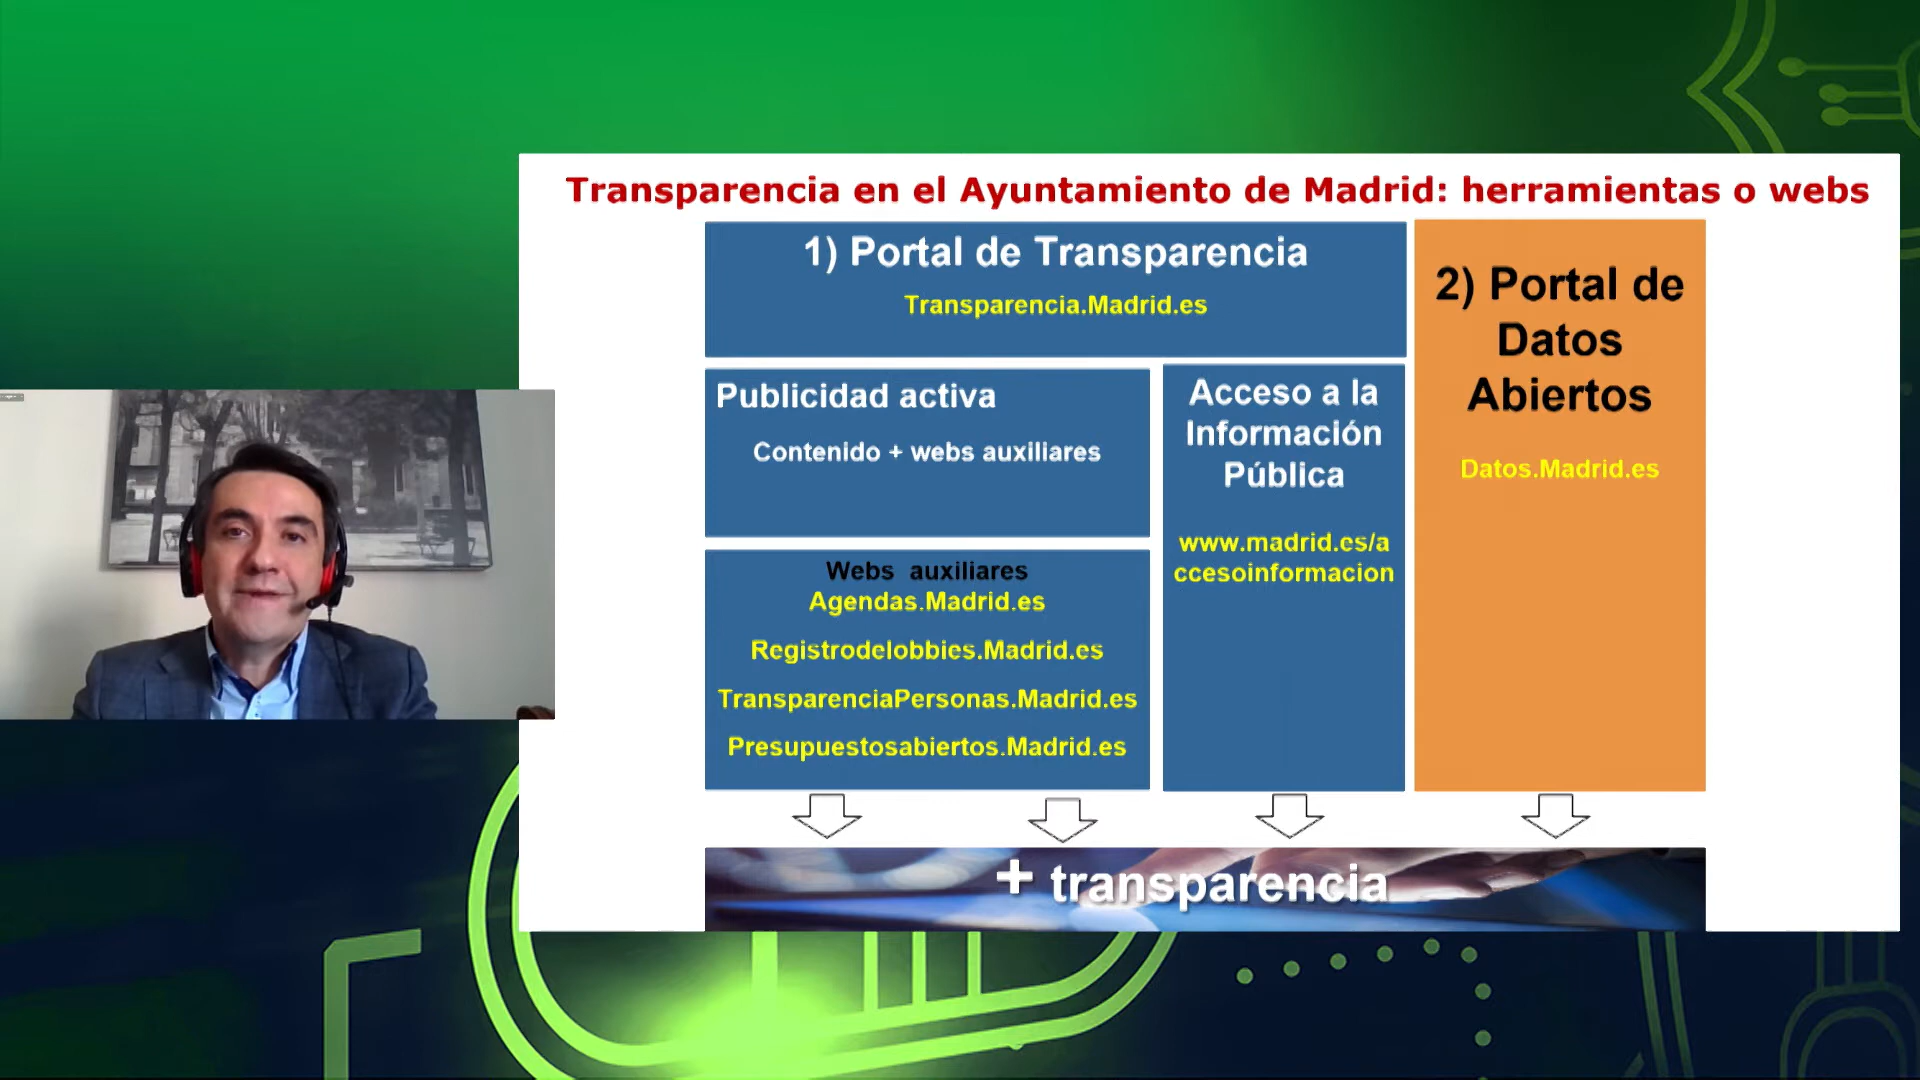 Transparencia en el Ayuntamiento de Madrid: herramientas o webs
1) Portal de Transparencia
Transparencia.Madrid.es
Publicidad activa
Contenido + webs auxiliares
Webs auxiliares
Agendas.Madrid.es
Registrodelobbies.Madrid.es
TransparenciaPersonas.Madrid.es
Presupuestosabiertos.Madrid.es
Acceso a la
Información
Pública
www.madrid.es/a
ccesoinformacion
2) Portal de
Datos
Abiertos
Datos.Madrid.es
+ transparencia